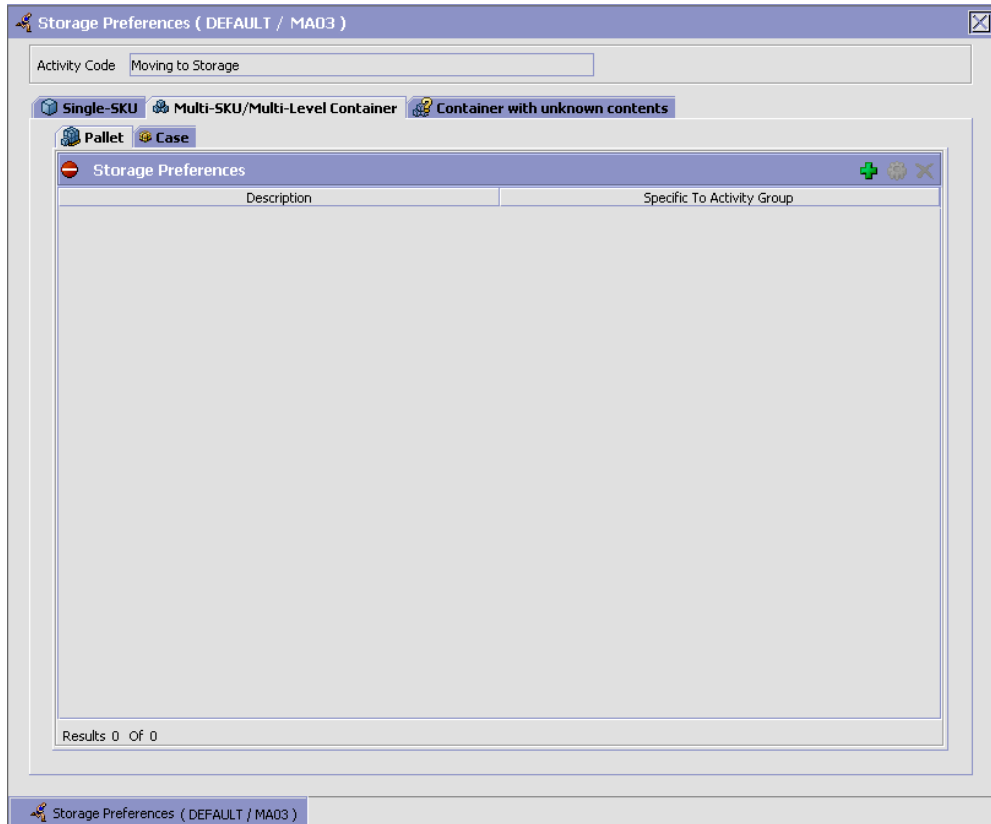 Storage Preferences ( DEFAULT / MA03 )
Activity Code Moving to Storage
Single-SKU Multi-SKU/Multi-Level Container Container with unknown contents
Pallet Case
Storage Preferences
Description Specific To Activity Group
Results 0 Of 0
Storage Preferences ( DEFAULT / MA03 )